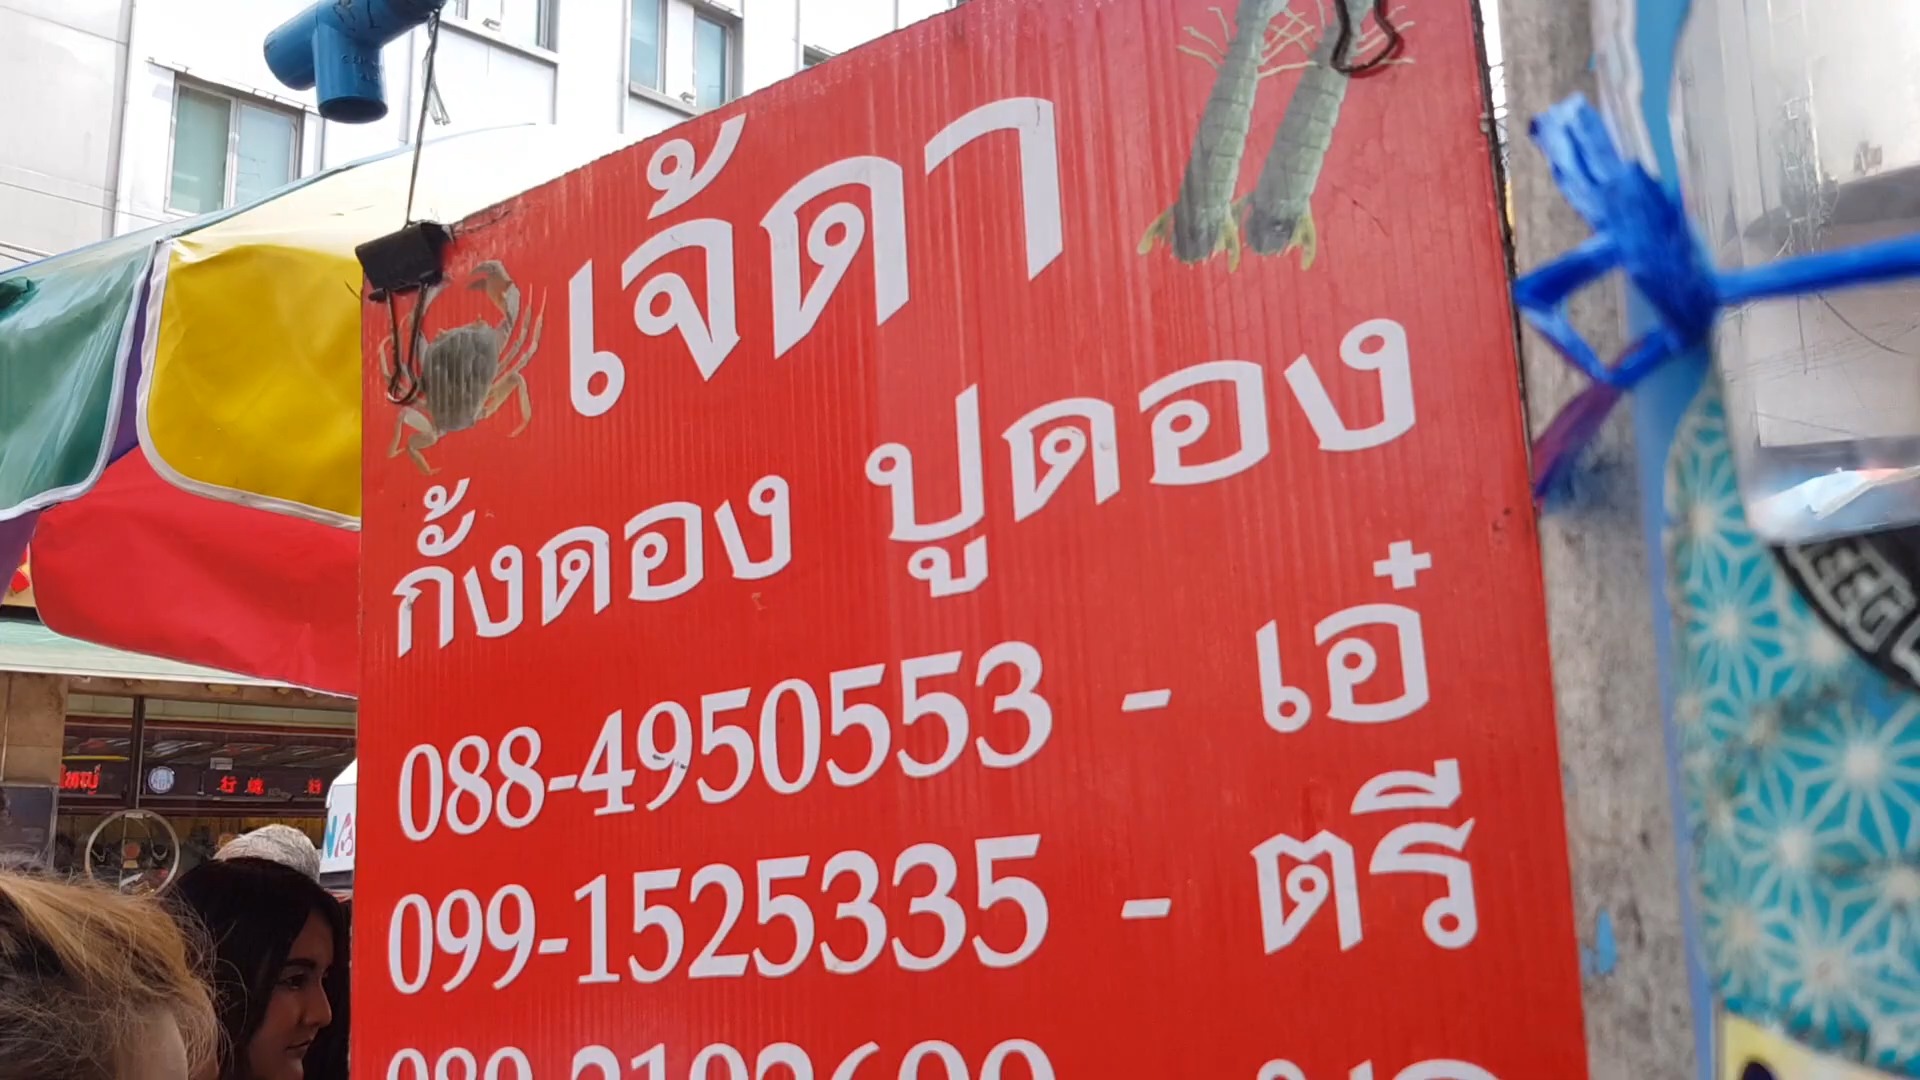 เจ้ดา
กั้งดอง ปูดอง
088-4950553 - เอ๋
099-1525335 - ตรี